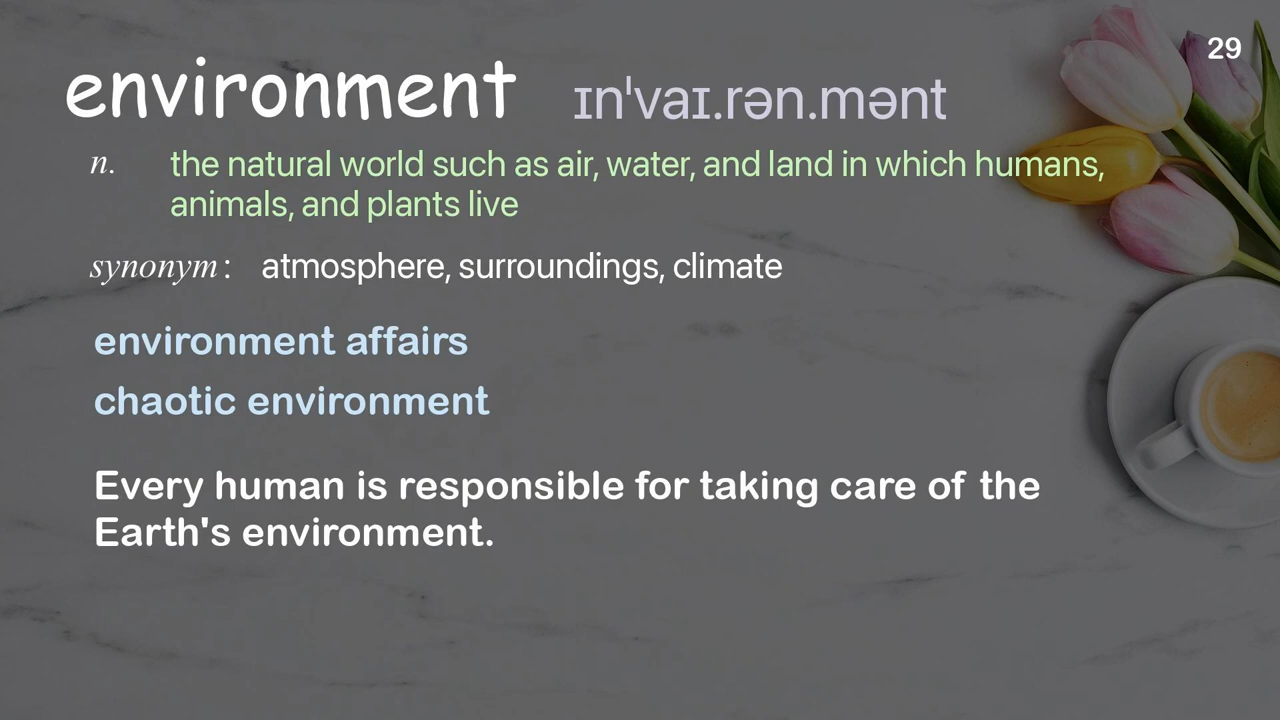 29
environment ɪnˈvaɪ.rən.mənt
n. the natural world such as air, water, and land in which humans,
animals, and plants live
synonym: atmosphere, surroundings, climate
environment affairs
chaotic environment
Every human is responsible for taking care of the
Earth's environment.